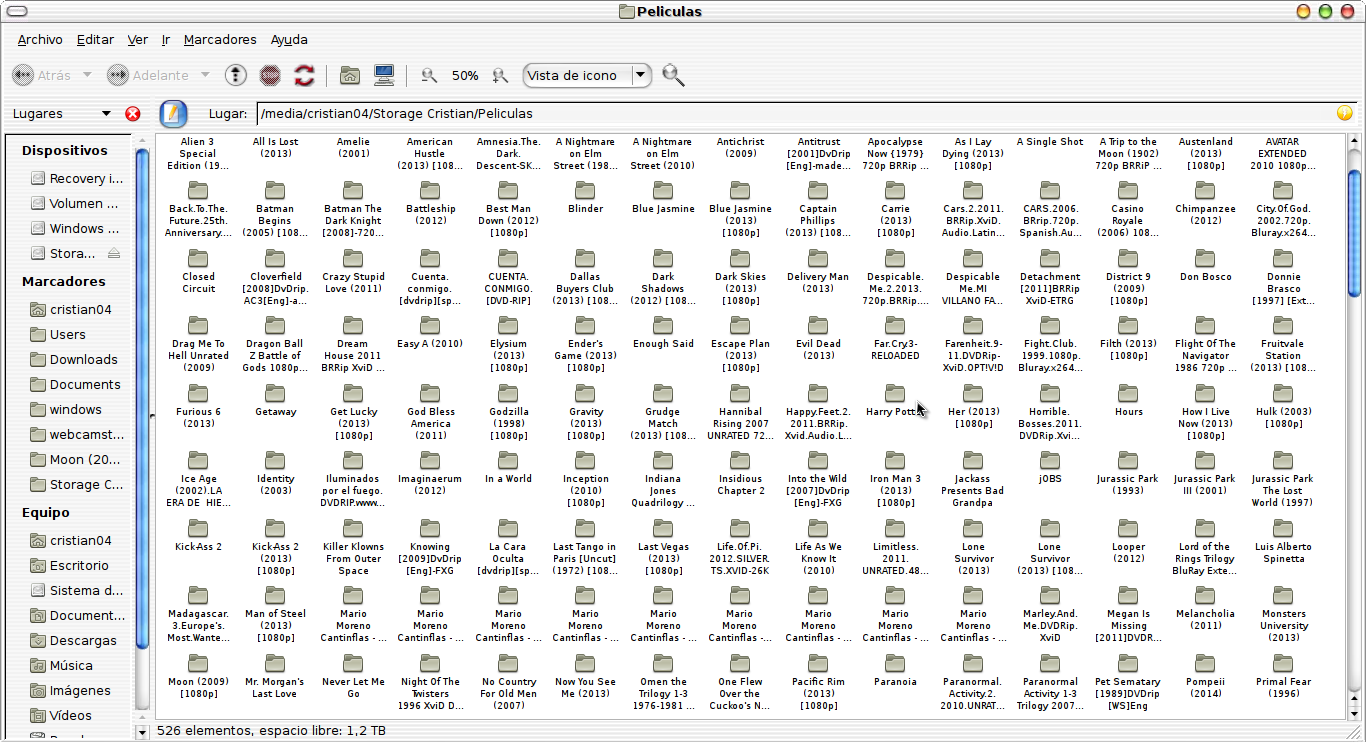 Peliculas
Archivo Editar Ver Ir Marcadores Ayuda
Atrás Adelante 50% Vista de icono
Lugares Lugar: /media/cristian04/Storage Cristian/Peliculas
Dispositivos
Recovery i...
Volumen ...
Windows ...
Stora...
Marcadores
cristian04
Users
Downloads
Documents
windows
webcamst...
Moon (20...
Storage C...
Equipo
cristian04
Escritorio
Sistema d...
Document...
Descargas
Música
Imágenes
Vídeos
Alien 3 All Is Lost Amelie American Amnesia.The. A Nightmare A Nightmare Antichrist Antitrust Apocalypse As I Lay A Single Shot A Trip to the Austenland AVATAR
Special (2013) (2001) Hustle Dark. on Elm on Elm (2009) [2001]DvDrip Now {1979} Dying (2013) Moon (1902) (2013) EXTENDED
Edition (19... (2013) [108... Descent-SK... Street (198... Street (2010) [Eng]-made... 720p BRRip ... [1080p] 720p BRRiP ... [1080p] 2010 1080p...
Back.To.The. Batman Batman The Battleship Best Man Blinder Blue Jasmine Blue Jasmine Captain Carrie Cars.2.2011. CARS.2006. Casino Chimpanzee City.Of.God.
Future.25th. Begins Dark Knight (2012) Down (2012) (2013) Phillips (2013) BRRip.XviD. BRrip.720p. Royale (2012) 2002.720p.
Anniversary.... (2005) [108... [2008]-720... [1080p] [1080p] (2013) [108... [1080p] Audio.Latin... Spanish.Au... (2006) 108... Bluray.x264...
Closed Cloverfield Crazy Stupid Cuenta. CUENTA. Dallas Dark Dark Skies Delivery Man Despicable. Despicable Detachment District 9 Don Bosco Donnie
Circuit [2008]DvDrip. Love (2011) conmigo. CONMIGO. Buyers Club Shadows (2013) (2013) Me.2.2013. Me.MI [2011]BRRip (2009) Brasco
AC3[Eng]-a... [dvdrip][sp... [DVD-RIP] (2013) [108... (2012) [108... [1080p] 720p.BRRip.... VILLANO FA... XviD-ETRG [1080p] [1997] [Ext...
Drag Me To Dragon Ball Dream Easy A (2010) Elysium Ender's Enough Said Escape Plan Evil Dead Far.Cry.3- Farenheit.9- Fight.Club. Filth (2013) Flight Of The Fruitvale
Hell Unrated Z Battle of House 2011 (2013) Game (2013) (2013) (2013) RELOADED 11.DVDRip- 1999.1080p. [1080p] Navigator Station
(2009) Gods 1080p... BRRip XviD ... [1080p] [1080p] [1080p] XviD.OPT!V!D Bluray.x264... 1986 720p ... (2013) [108...
Furious 6 Getaway Get Lucky God Bless Godzilla Gravity Grudge Hannibal Happy.Feet.2. Harry Potte Her (2013) Horrible. Hours How I Live Hulk (2003)
(2013) (2013) America (1998) (2013) Match Rising 2007 2011.BRRip. [1080p] Bosses.2011. Now (2013) [1080p]
[1080p] (2011) [1080p] [1080p] (2013) [108... UNRATED 72... Xvid.Audio.L... DVDRip.Xvi... [1080p]
Ice Age Identity Iluminados Imaginaerum In a World Inception Indiana Insidious Into the Wild Iron Man 3 Jackass jOBS Jurassic Park Jurassic Park Jurassic Park
(2002).LA (2003) por el fuego. (2012) (2010) Jones Chapter 2 [2007]DvDrip (2013) Presents Bad (1993) III (2001) The Lost
ERA DE HIE... DVDRIP.www... [1080p] Quadrilogy ... [Eng]-FXG [1080p] Grandpa World (1997)
Kick-Ass 2 Kick-Ass 2 Killer Klowns Knowing La Cara Last Tango in Last Vegas Life.Of.Pi. Life As We Limitless. Lone Lone Looper Lord of the Luis Alberto
(2013) From Outer [2009]DvDrip Oculta Paris [Uncut] (2013) 2012.SILVER. Know It 2011. Survivor Survivor (2012) Rings Trilogy Spinetta
[1080p] Space [Eng]-FXG [dvdrip][sp... (1972) [108... [1080p] TS.XVID-26K (2010) UNRATED.48... (2013) (2013) [108... BluRay Exte...
Madagascar. Man of Steel Mario Mario Mario Mario Mario Mario Mario Mario Mario Marley.And. Megan Is Melancholia Monsters
3.Europe's. (2013) Moreno Moreno Moreno Moreno Moreno Moreno Moreno Moreno Moreno Me.DVDRip. Missing (2011) University
Most.Wante... [1080p] Cantinflas - ... Cantinflas - ... Cantinflas - ... Cantinflas - ... Cantinflas - ... Cantinflas - ... Cantinflas - ... Cantinflas - ... Cantinflas - ... XviD [2011]DVDR... (2013)
Moon (2009) Mr. Morgan's Never Let Me Night Of The No Country Now You See Omen the One Flew Pacific Rim Paranoia Paranormal. Paranormal Pet Sematary Pompeii Primal Fear
[1080p] Last Love Go Twisters For Old Men Me (2013) Trilogy 1-3 Over the (2013) Activity.2. Activity 1-3 [1989]DVDrip (2014) (1996)
1996 XviD D... (2007) 1976-1981 ... Cuckoo's N... [1080p] 2010.UNRAT... Trilogy 2007... [WS]Eng
526 elementos, espacio libre: 1,2 TB